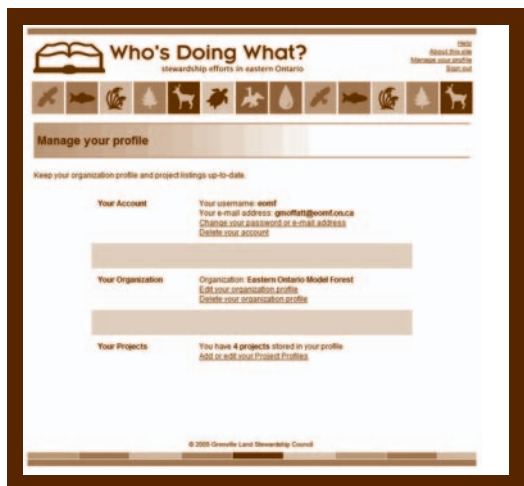 Who's Doing What?
stewardship efforts in eastern Ontario
Help
About this site
Manage your profile
Sign out
Manage your profile
Keep your organization profile and project listings up-to-date.
Your Account
Your username: eomf
Your e-mail address: gmoffatt@eomf.on.ca
Change your password or e-mail address
Delete your account
Your Organization
Organization: Eastern Ontario Model Forest
Edit your organization profile
Delete your organization profile
Your Projects
You have 4 projects stored in your profile
Add or edit your Project Profiles
© 2005 Grenville Land Stewardship Council